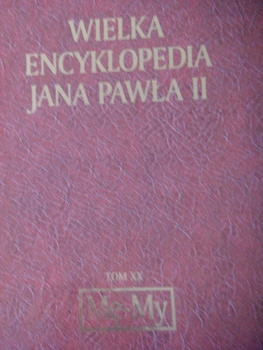 WIELKA
ENCYKLOPEDIA
JANA PAWŁA II
TOM XX
Me-My